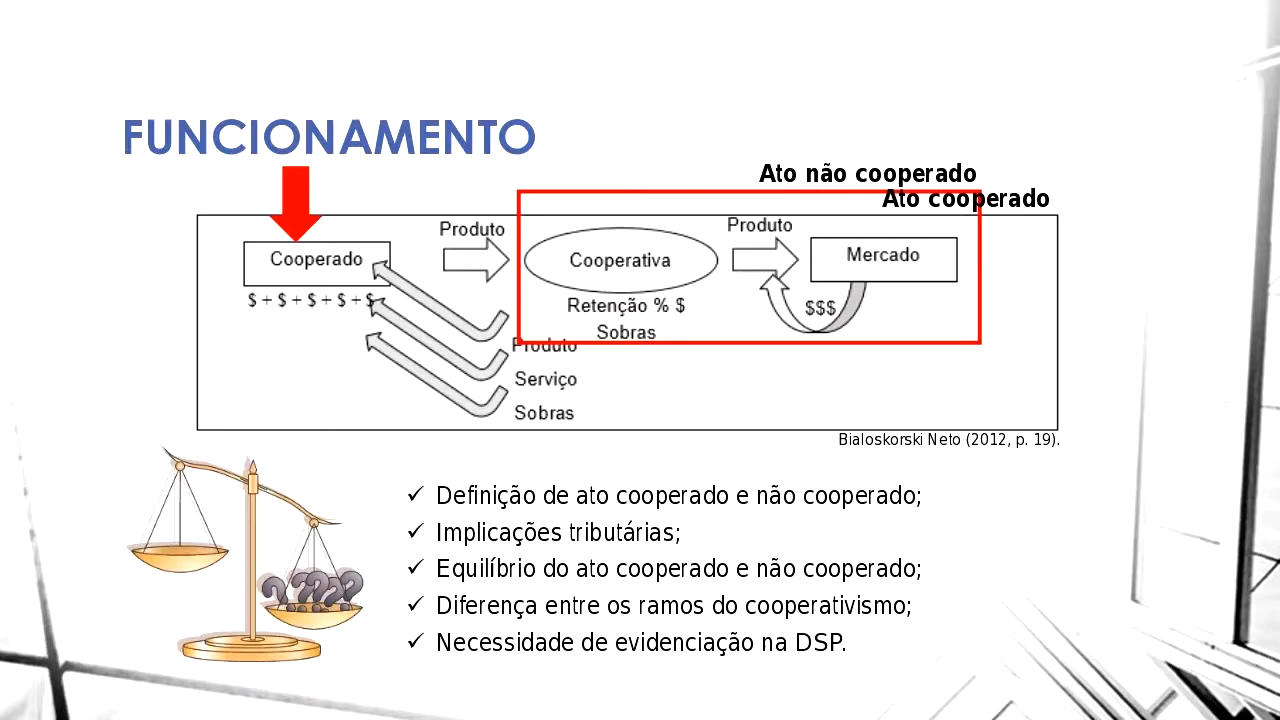 FUNCIONAMENTO
Ato não cooperado
Ato cooperado
Produto
Produto
Cooperado
Cooperativa
Mercado
$ + $ + $ + $ + $
Retenção % $
$$$
Sobras
Produto
Serviço
Sobras
Bialoskorski Neto (2012, p. 19).
✓ Definição de ato cooperado e não cooperado;
✓ Implicações tributárias;
✓ Equilíbrio do ato cooperado e não cooperado;
✓ Diferença entre os ramos do cooperativismo;
✓ Necessidade de evidenciação na DSP.
????